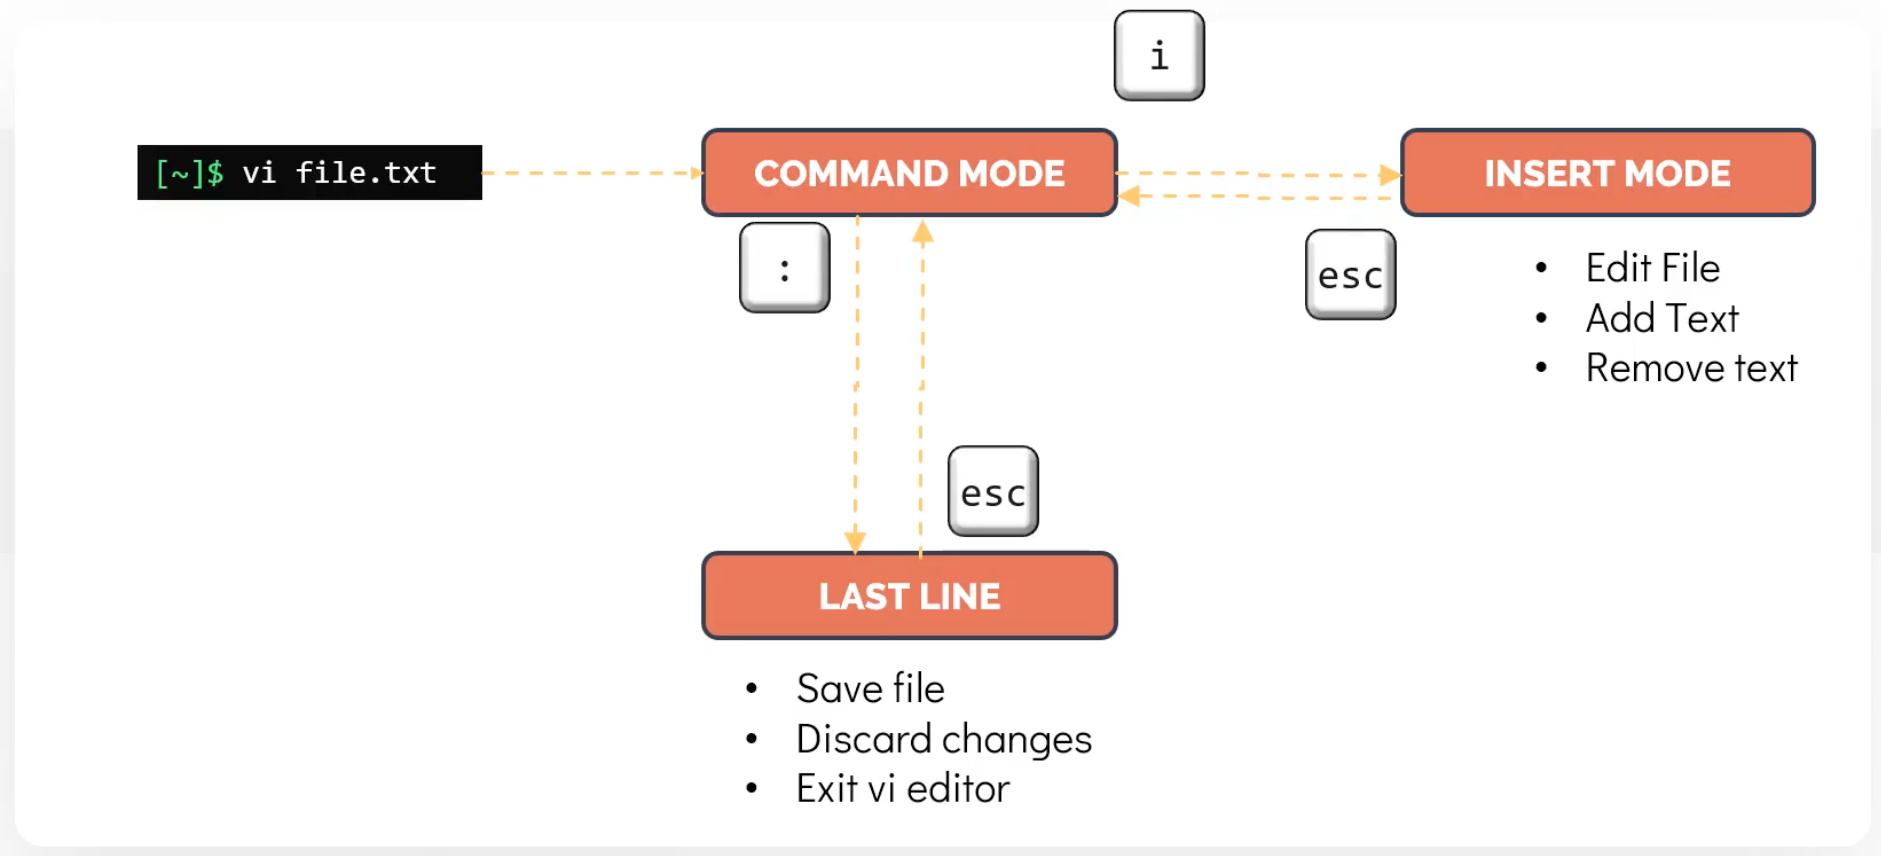 i
[~]$ vi file.txt
COMMAND MODE
INSERT MODE
:
esc
• Edit File
• Add Text
• Remove text
esc
LAST LINE
• Save file
• Discard changes
• Exit vi editor